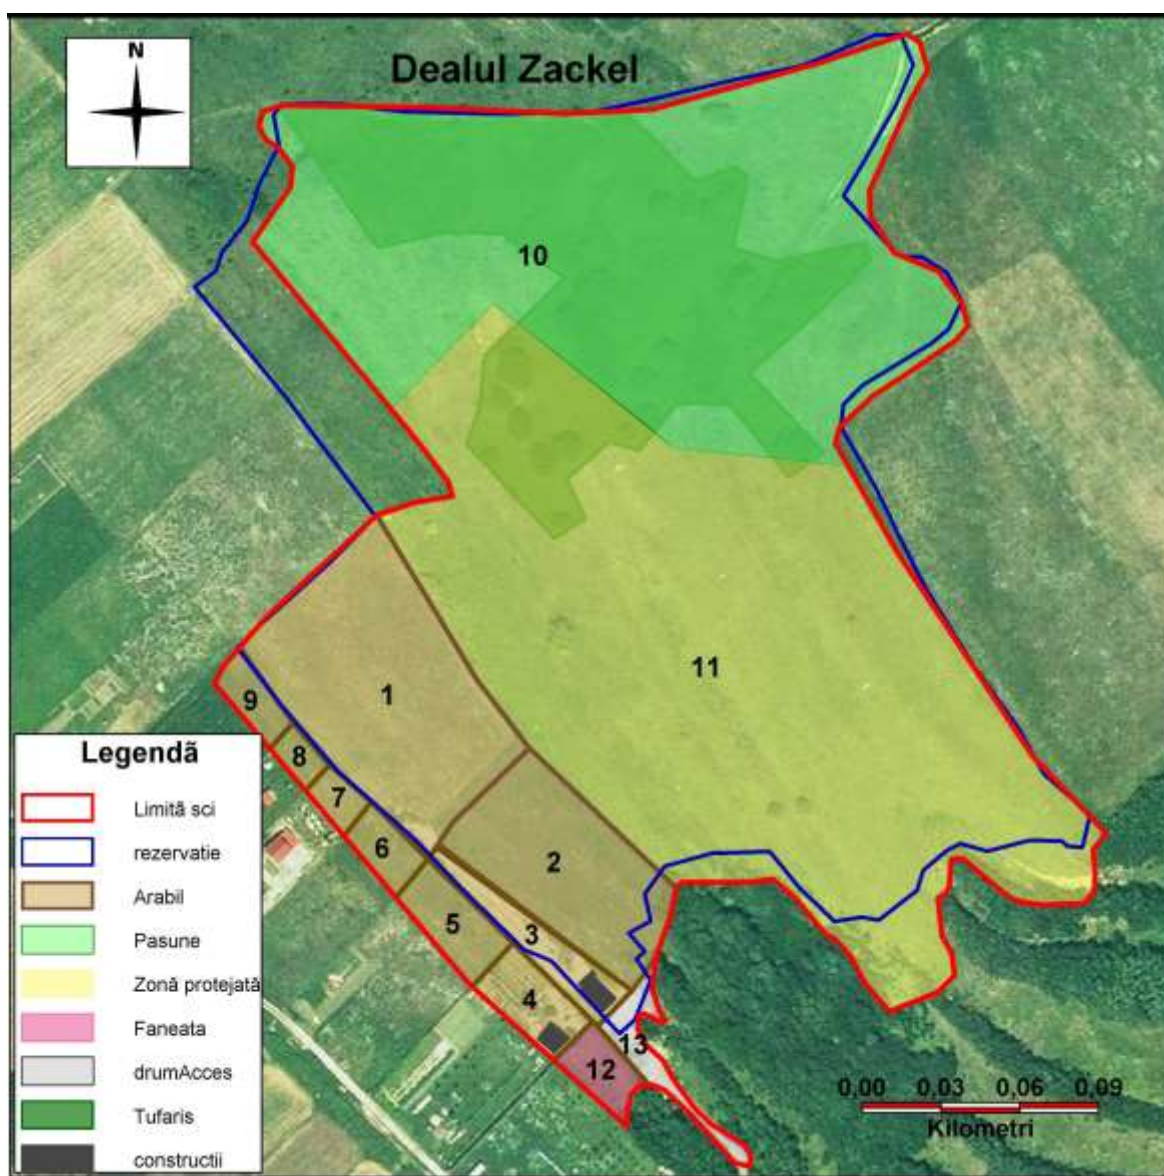 N
Dealul Zackel
10
11
1
9
8
7
6
2
5
3
4
13
12
Legendã
Limitã sci
rezervatie
Arabil
Pasune
Zonã protejatã
Faneata
drumAcces
Tufaris
constructii
0,00 0,03 0,06 0,09
Kilometri